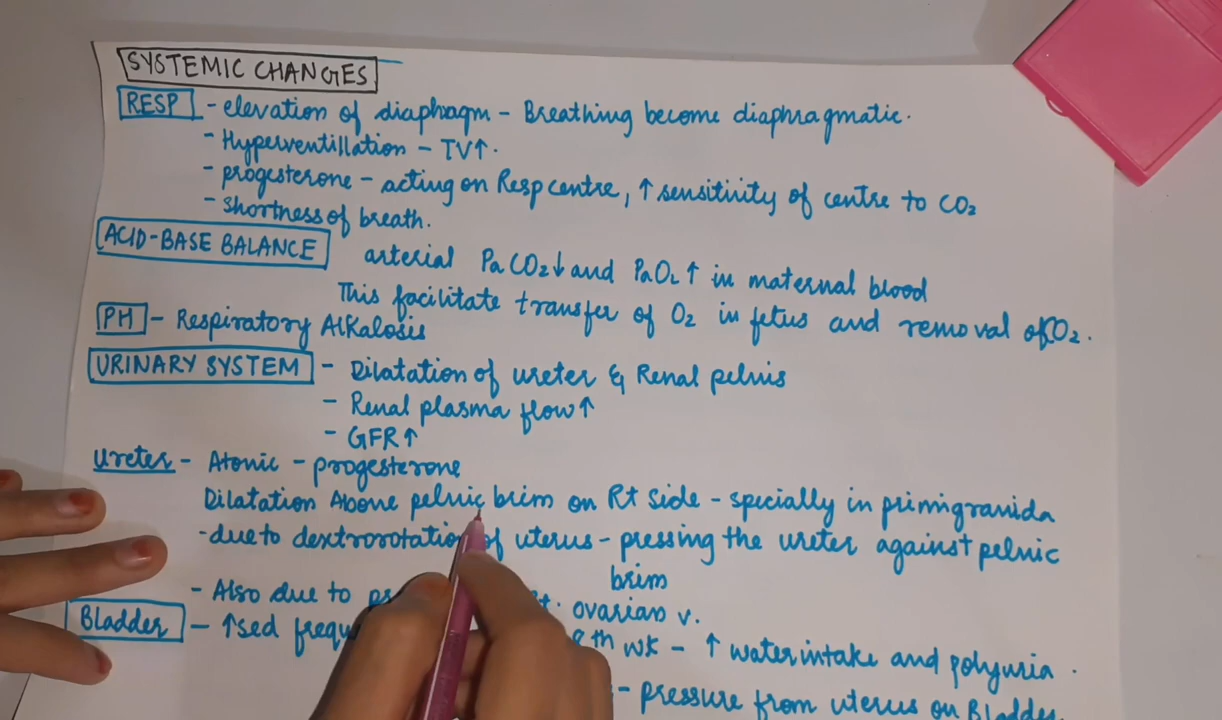 SYSTEMIC CHANGES
RESP - elevation of diaphragm - Breathing become diaphragmatic.
- Hyperventillation - TV↑.
- progesterone - acting on Resp centre, ↑ sensitivity of centre to CO2
- Shortness of breath.
ACID-BASE BALANCE arterial PaCO2↓ and PaO2↑ in maternal blood
This facilitate transfer of O2 in fetus and removal of CO2.
PH - Respiratory Alkalosis
URINARY SYSTEM - Dilatation of ureter & Renal pelvis
- Renal plasma flow↑
- GFR↑
Ureter - Atonic - progesterone
Dilatation Above pelvic brim on Rt side - specially in primigravida
- due to dextrorotation of uterus - pressing the ureter against pelvic
brim
- Also due to ovarian v.
Bladder - ↑sed 8th wk - ↑ water intake and polyuria.
- pressure from uterus on Bladder